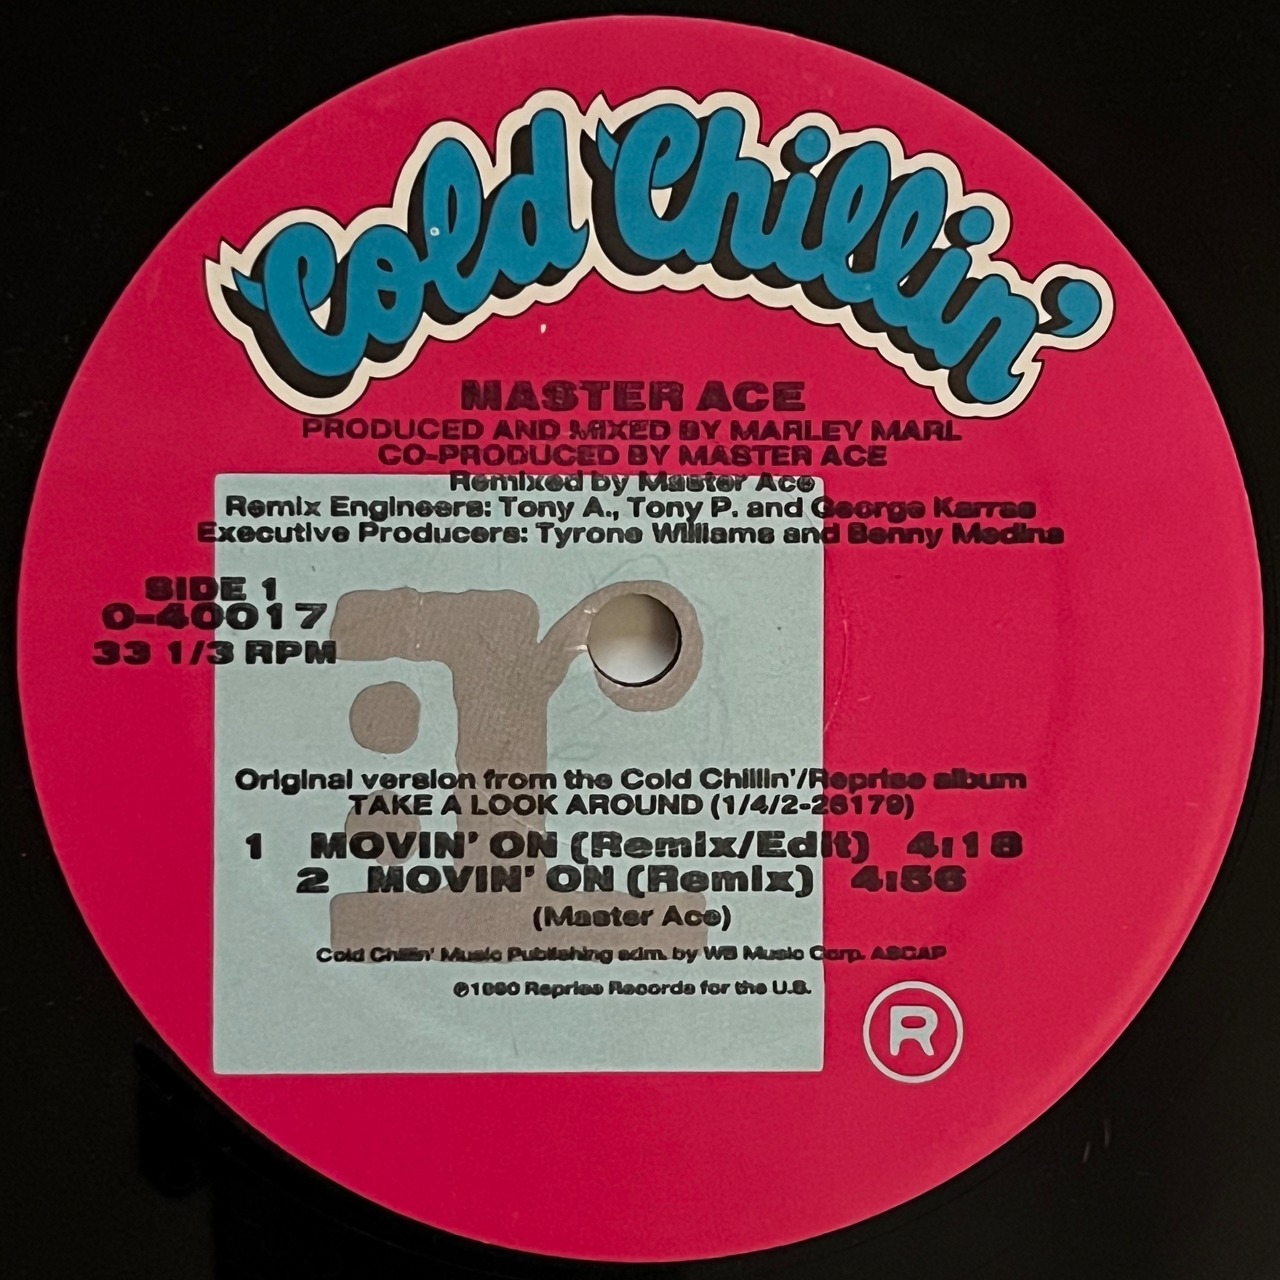 Cold Chillin'
MASTER ACE
PRODUCED AND MIXED BY MARLEY MARL
CO-PRODUCED BY MASTER ACE
Remixed by Master Ace
Remix Engineers: Tony A., Tony P. and George Karras
Executive Producers: Tyrone Williams and Benny Medina
SIDE 1
0-40017
33 1/3 RPM
r:
Original version from the Cold Chillin'/Reprise album
TAKE A LOOK AROUND (1/4/2-26179)
1 MOVIN' ON (Remix/Edit) 4:18
2 MOVIN' ON (Remix) 4:56
(Master Ace)
Cold Chillin' Music Publishing adm. by WB Music Corp. ASCAP
℗1990 Reprise Records for the U.S.
R